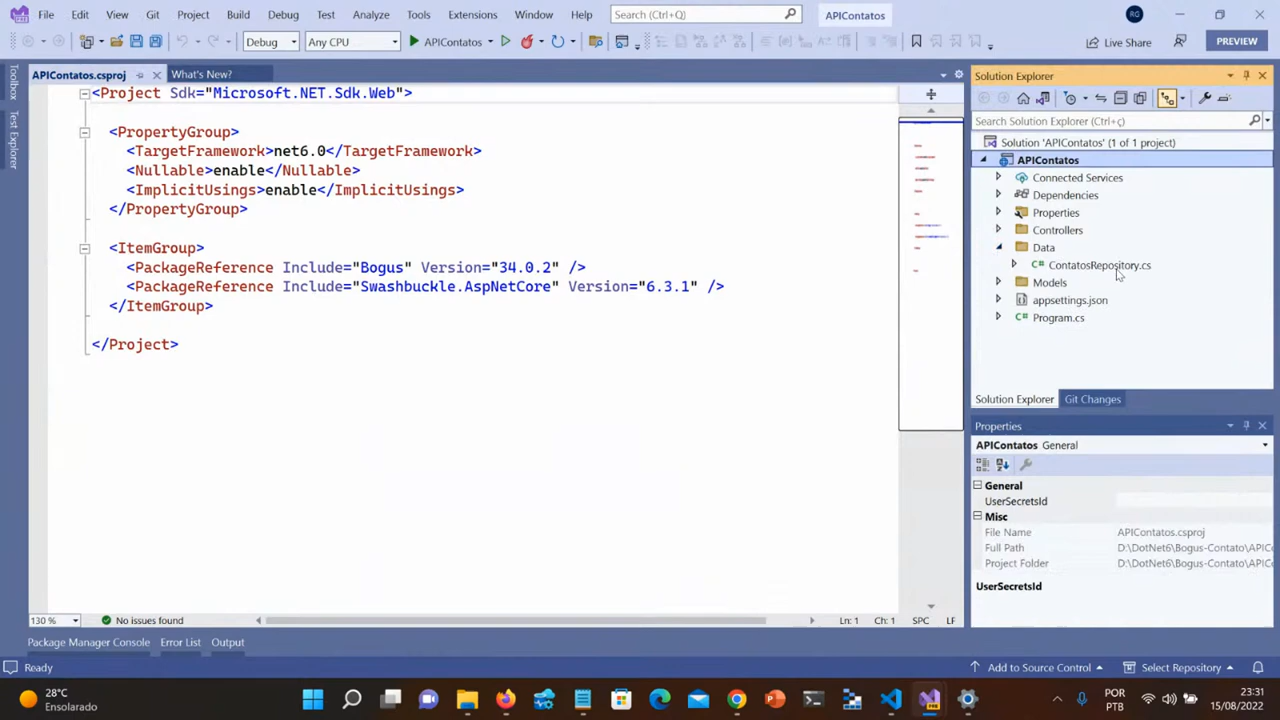 File Edit View Git Project Build Debug Test Analyze Tools Extensions Window Help Search (Ctrl+Q) APIContatos RG
Debug Any CPU APIContatos Live Share PREVIEW
Toolbox
Test Explorer
APIContatos.csproj What's New?
<Project Sdk="Microsoft.NET.Sdk.Web">
<PropertyGroup>
<TargetFramework>net6.0</TargetFramework>
<Nullable>enable</Nullable>
<ImplicitUsings>enable</ImplicitUsings>
</PropertyGroup>
<ItemGroup>
<PackageReference Include="Bogus" Version="34.0.2" />
<PackageReference Include="Swashbuckle.AspNetCore" Version="6.3.1" />
</ItemGroup>
</Project>
130 % No issues found Ln: 1 Ch: 1 SPC LF
Solution Explorer
Search Solution Explorer (Ctrl+ç)
Solution 'APIContatos' (1 of 1 project)
APIContatos
Connected Services
Dependencies
Properties
Controllers
Data
C# ContatosRepository.cs
Models
appsettings.json
C# Program.cs
Solution Explorer Git Changes
Properties
APIContatos General
General
UserSecretsId
Misc
File Name APIContatos.csproj
Full Path D:\DotNet6\Bogus-Contato\APIC
Project Folder D:\DotNet6\Bogus-Contato\APIC
UserSecretsId
Package Manager Console Error List Output
Ready Add to Source Control Select Repository
28°C
Ensolarado
POR
PTB
23:31
15/08/2022